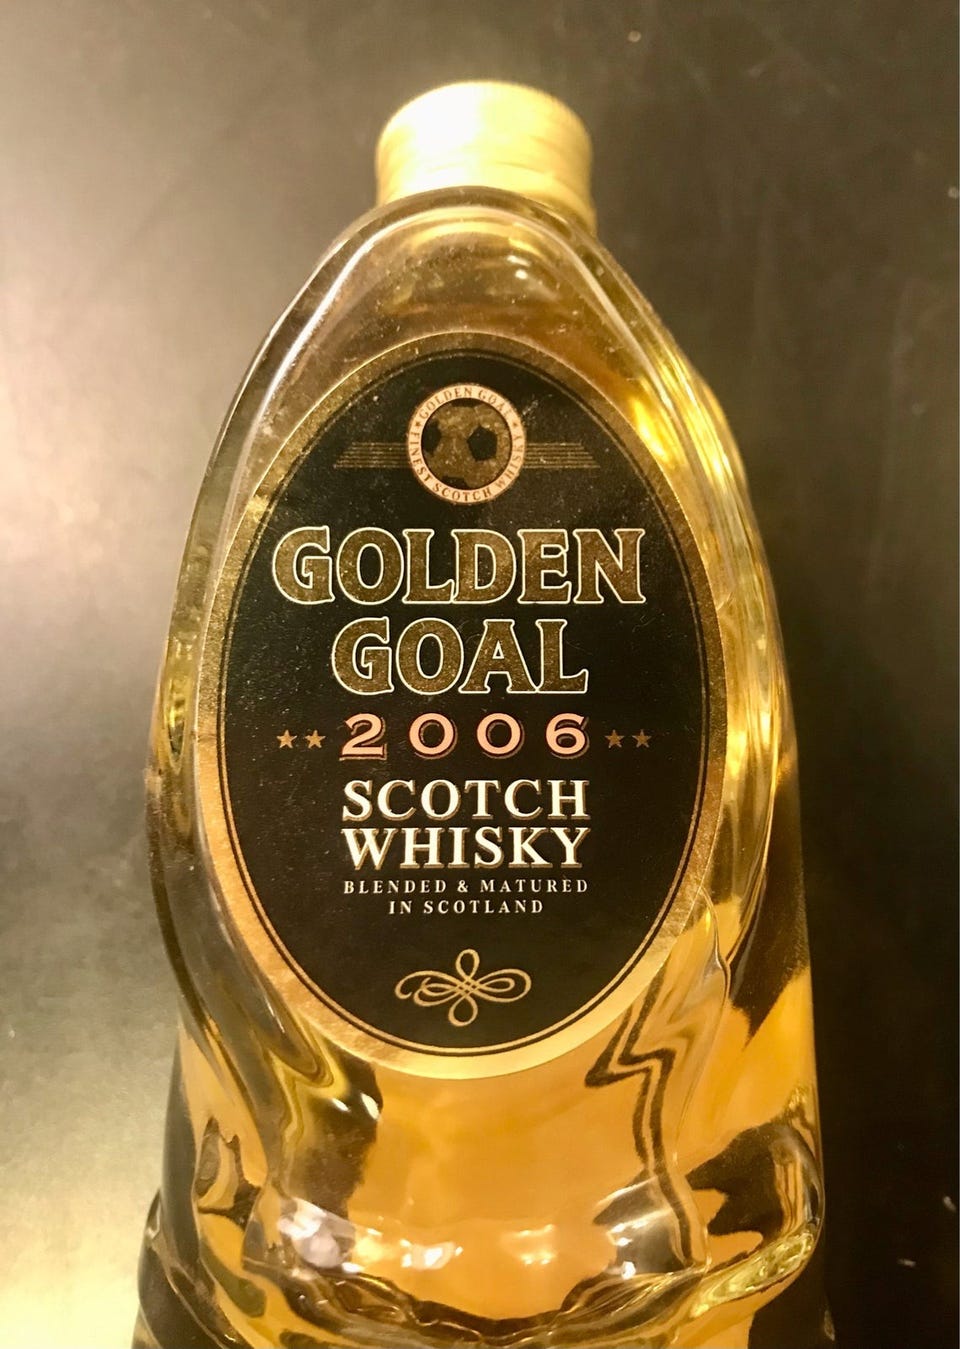 GOLDEN GOAL
FINEST SCOTCH WHISKY
GOLDEN
GOAL
2006
SCOTCH
WHISKY
BLENDED & MATURED
IN SCOTLAND